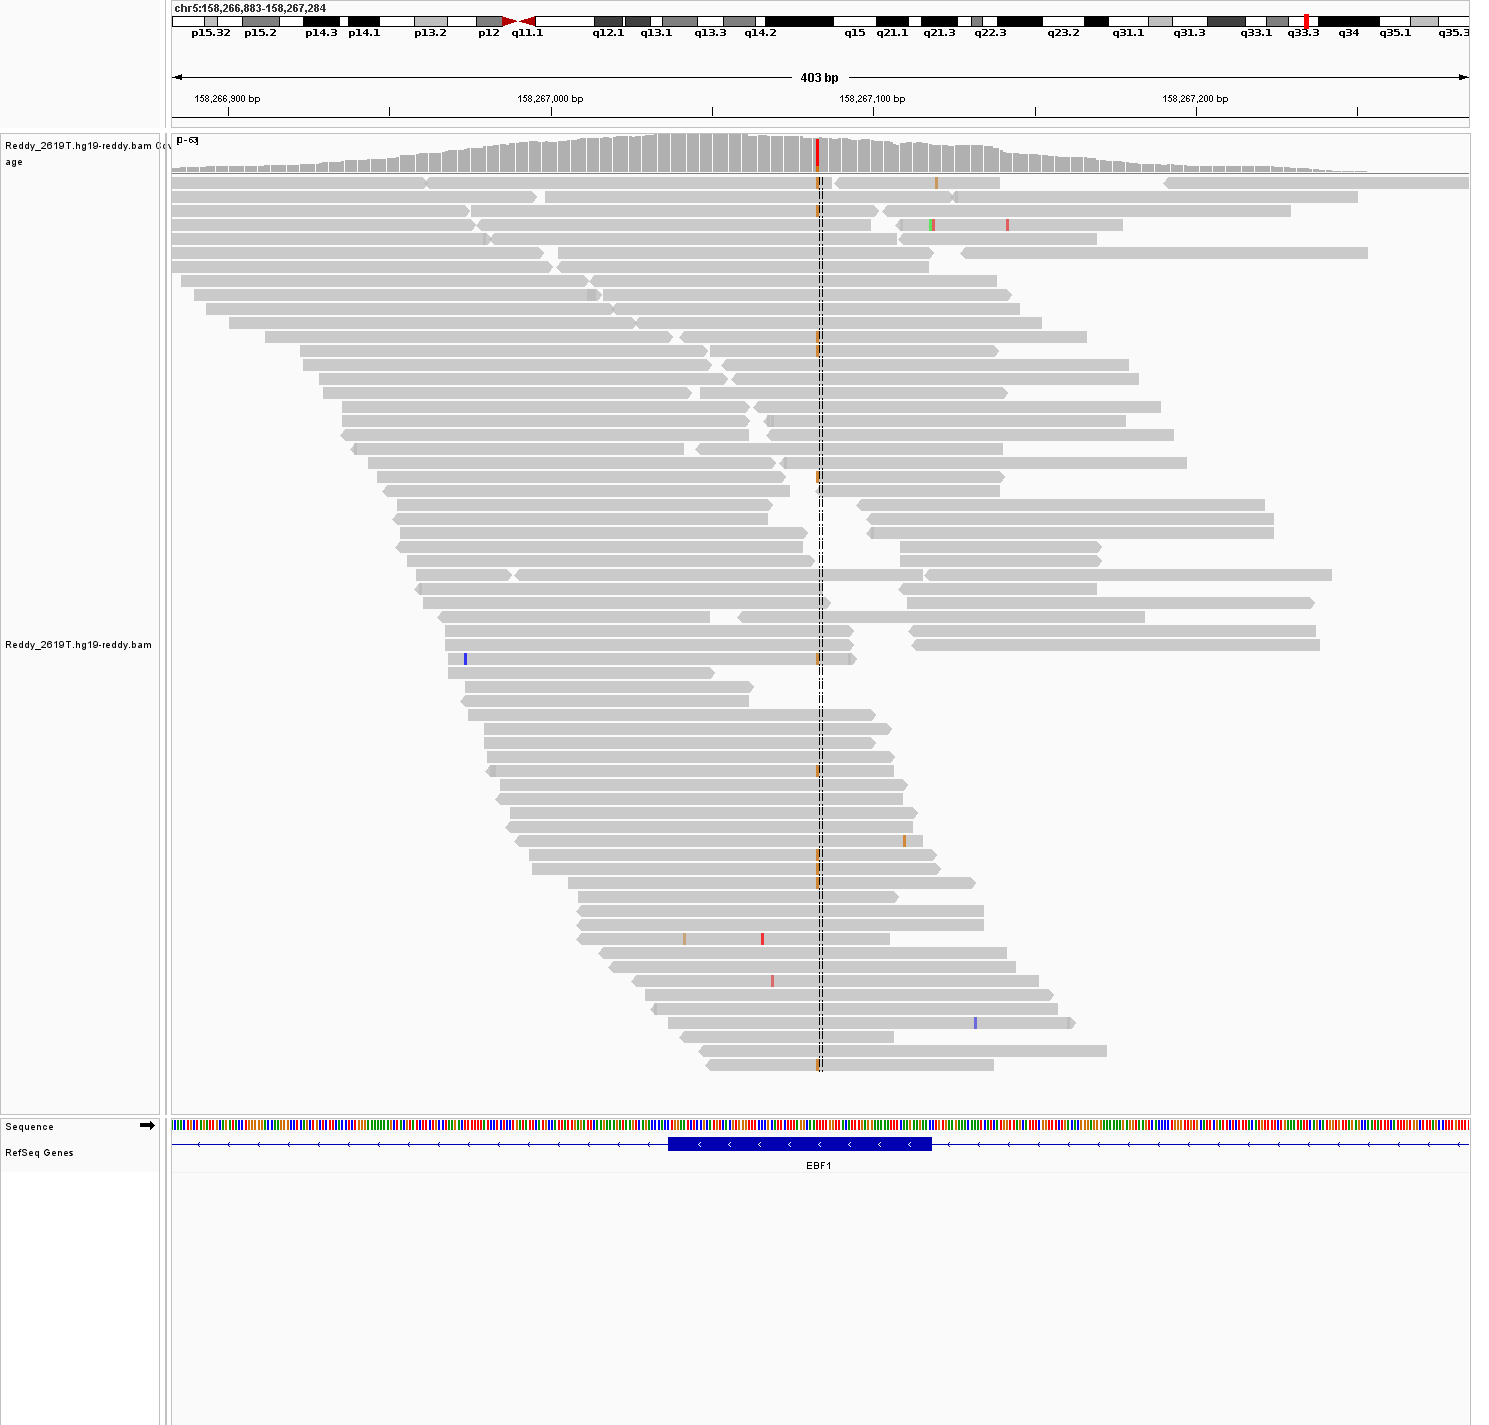 chr5:158,266,883-158,267,284
p15.32 p15.2 p14.3 p14.1 p13.2 p12 q11.1 q12.1 q13.1 q13.3 q14.2 q15 q21.1 q21.3 q22.3 q23.2 q31.1 q31.3 q33.1 q33.3 q34 q35.1 q35.3
403 bp
158,266,900 bp 158,267,000 bp 158,267,100 bp 158,267,200 bp
[0-63]
Reddy_2619T.hg19-reddy.bam Cov
age
Reddy_2619T.hg19-reddy.bam
Sequence
RefSeq Genes
EBF1